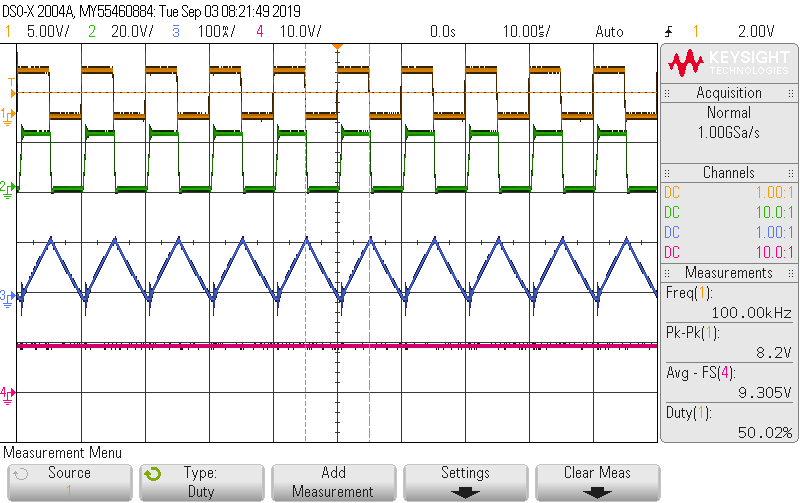 DSO-X 2004A, MY55460884: Tue Sep 03 08:21:49 2019
1 5.00V/ 2 20.0V/ 3 100%/ 4 10.0V/ 0.0s 10.00us/ Auto 1 2.00V
KEYSIGHT
TECHNOLOGIES
Acquisition
Normal
1.00GSa/s
Channels
DC 1.00:1
DC 10.0:1
DC 1.00:1
DC 10.0:1
Measurements
Freq(1):
100.00kHz
Pk-Pk(1):
8.2V
Avg - FS(4):
9.305V
Duty(1):
50.02%
T
1
2
3
4
Measurement Menu
Source
1
Type:
Duty
Add
Measurement
Settings
Clear Meas